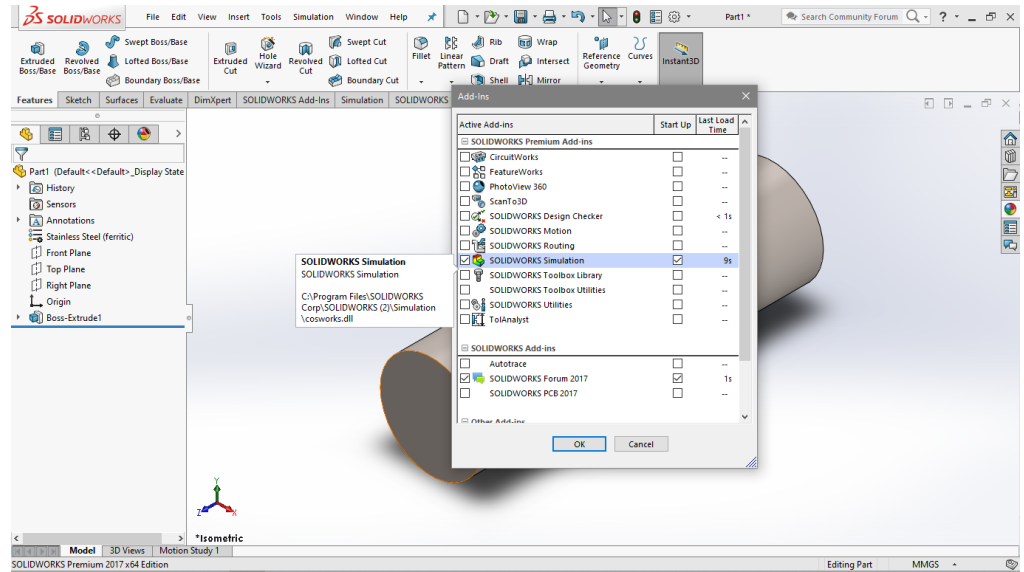 SOLIDWORKS File Edit View Insert Tools Simulation Window Help Part1 * Search Community Forum ?
Extruded Boss/Base
Revolved Boss/Base
Swept Boss/Base
Lofted Boss/Base
Boundary Boss/Base
Extruded Cut
Hole Wizard
Revolved Cut
Swept Cut
Lofted Cut
Boundary Cut
Fillet
Linear Pattern
Rib
Draft
Shell
Wrap
Intersect
Mirror
Reference Geometry
Curves
Instant3D
Features Sketch Surfaces Evaluate DimXpert SOLIDWORKS Add-Ins Simulation SOLIDWORKS
Part1 (Default<<Default>_Display State
History
Sensors
Annotations
Stainless Steel (ferritic)
Front Plane
Top Plane
Right Plane
Origin
Boss-Extrude1
SOLIDWORKS Simulation
SOLIDWORKS Simulation
C:\Program Files\SOLIDWORKS
Corp\SOLIDWORKS (2)\Simulation
\cosworks.dll
Add-Ins
Active Add-ins Start Up Last Load Time
SOLIDWORKS Premium Add-ins
CircuitWorks --
FeatureWorks --
PhotoView 360 --
ScanTo3D --
SOLIDWORKS Design Checker < 1s
SOLIDWORKS Motion --
SOLIDWORKS Routing --
SOLIDWORKS Simulation 9s
SOLIDWORKS Toolbox Library --
SOLIDWORKS Toolbox Utilities --
SOLIDWORKS Utilities --
TolAnalyst --
SOLIDWORKS Add-ins
Autotrace --
SOLIDWORKS Forum 2017 1s
SOLIDWORKS PCB 2017 --
Other Add-ins
OK Cancel
Y
Z X
*Isometric
Model 3D Views Motion Study 1
SOLIDWORKS Premium 2017 x64 Edition Editing Part MMGS